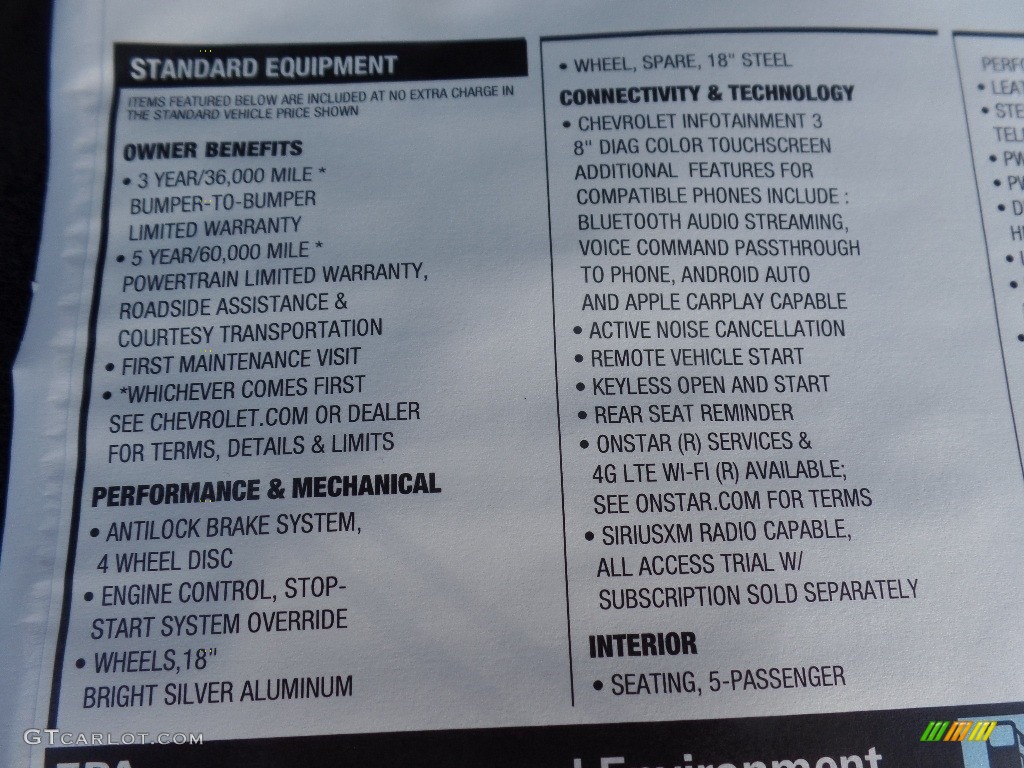 STANDARD EQUIPMENT
ITEMS FEATURED BELOW ARE INCLUDED AT NO EXTRA CHARGE IN
THE STANDARD VEHICLE PRICE SHOWN
OWNER BENEFITS
• 3 YEAR/36,000 MILE *
BUMPER-TO-BUMPER
LIMITED WARRANTY
• 5 YEAR/60,000 MILE *
POWERTRAIN LIMITED WARRANTY,
ROADSIDE ASSISTANCE &
COURTESY TRANSPORTATION
• FIRST MAINTENANCE VISIT
• *WHICHEVER COMES FIRST
SEE CHEVROLET.COM OR DEALER
FOR TERMS, DETAILS & LIMITS
PERFORMANCE & MECHANICAL
• ANTILOCK BRAKE SYSTEM,
4 WHEEL DISC
• ENGINE CONTROL, STOP-
START SYSTEM OVERRIDE
• WHEELS,18"
BRIGHT SILVER ALUMINUM
• WHEEL, SPARE, 18" STEEL
CONNECTIVITY & TECHNOLOGY
• CHEVROLET INFOTAINMENT 3
8" DIAG COLOR TOUCHSCREEN
ADDITIONAL FEATURES FOR
COMPATIBLE PHONES INCLUDE :
BLUETOOTH AUDIO STREAMING,
VOICE COMMAND PASSTHROUGH
TO PHONE, ANDROID AUTO
AND APPLE CARPLAY CAPABLE
• ACTIVE NOISE CANCELLATION
• REMOTE VEHICLE START
• KEYLESS OPEN AND START
• REAR SEAT REMINDER
• ONSTAR (R) SERVICES &
4G LTE WI-FI (R) AVAILABLE;
SEE ONSTAR.COM FOR TERMS
• SIRIUSXM RADIO CAPABLE,
ALL ACCESS TRIAL W/
SUBSCRIPTION SOLD SEPARATELY
INTERIOR
• SEATING, 5-PASSENGER
PERFO
• LEA
• STE
TEL
• PW
GTCARLOT.COM
Environment